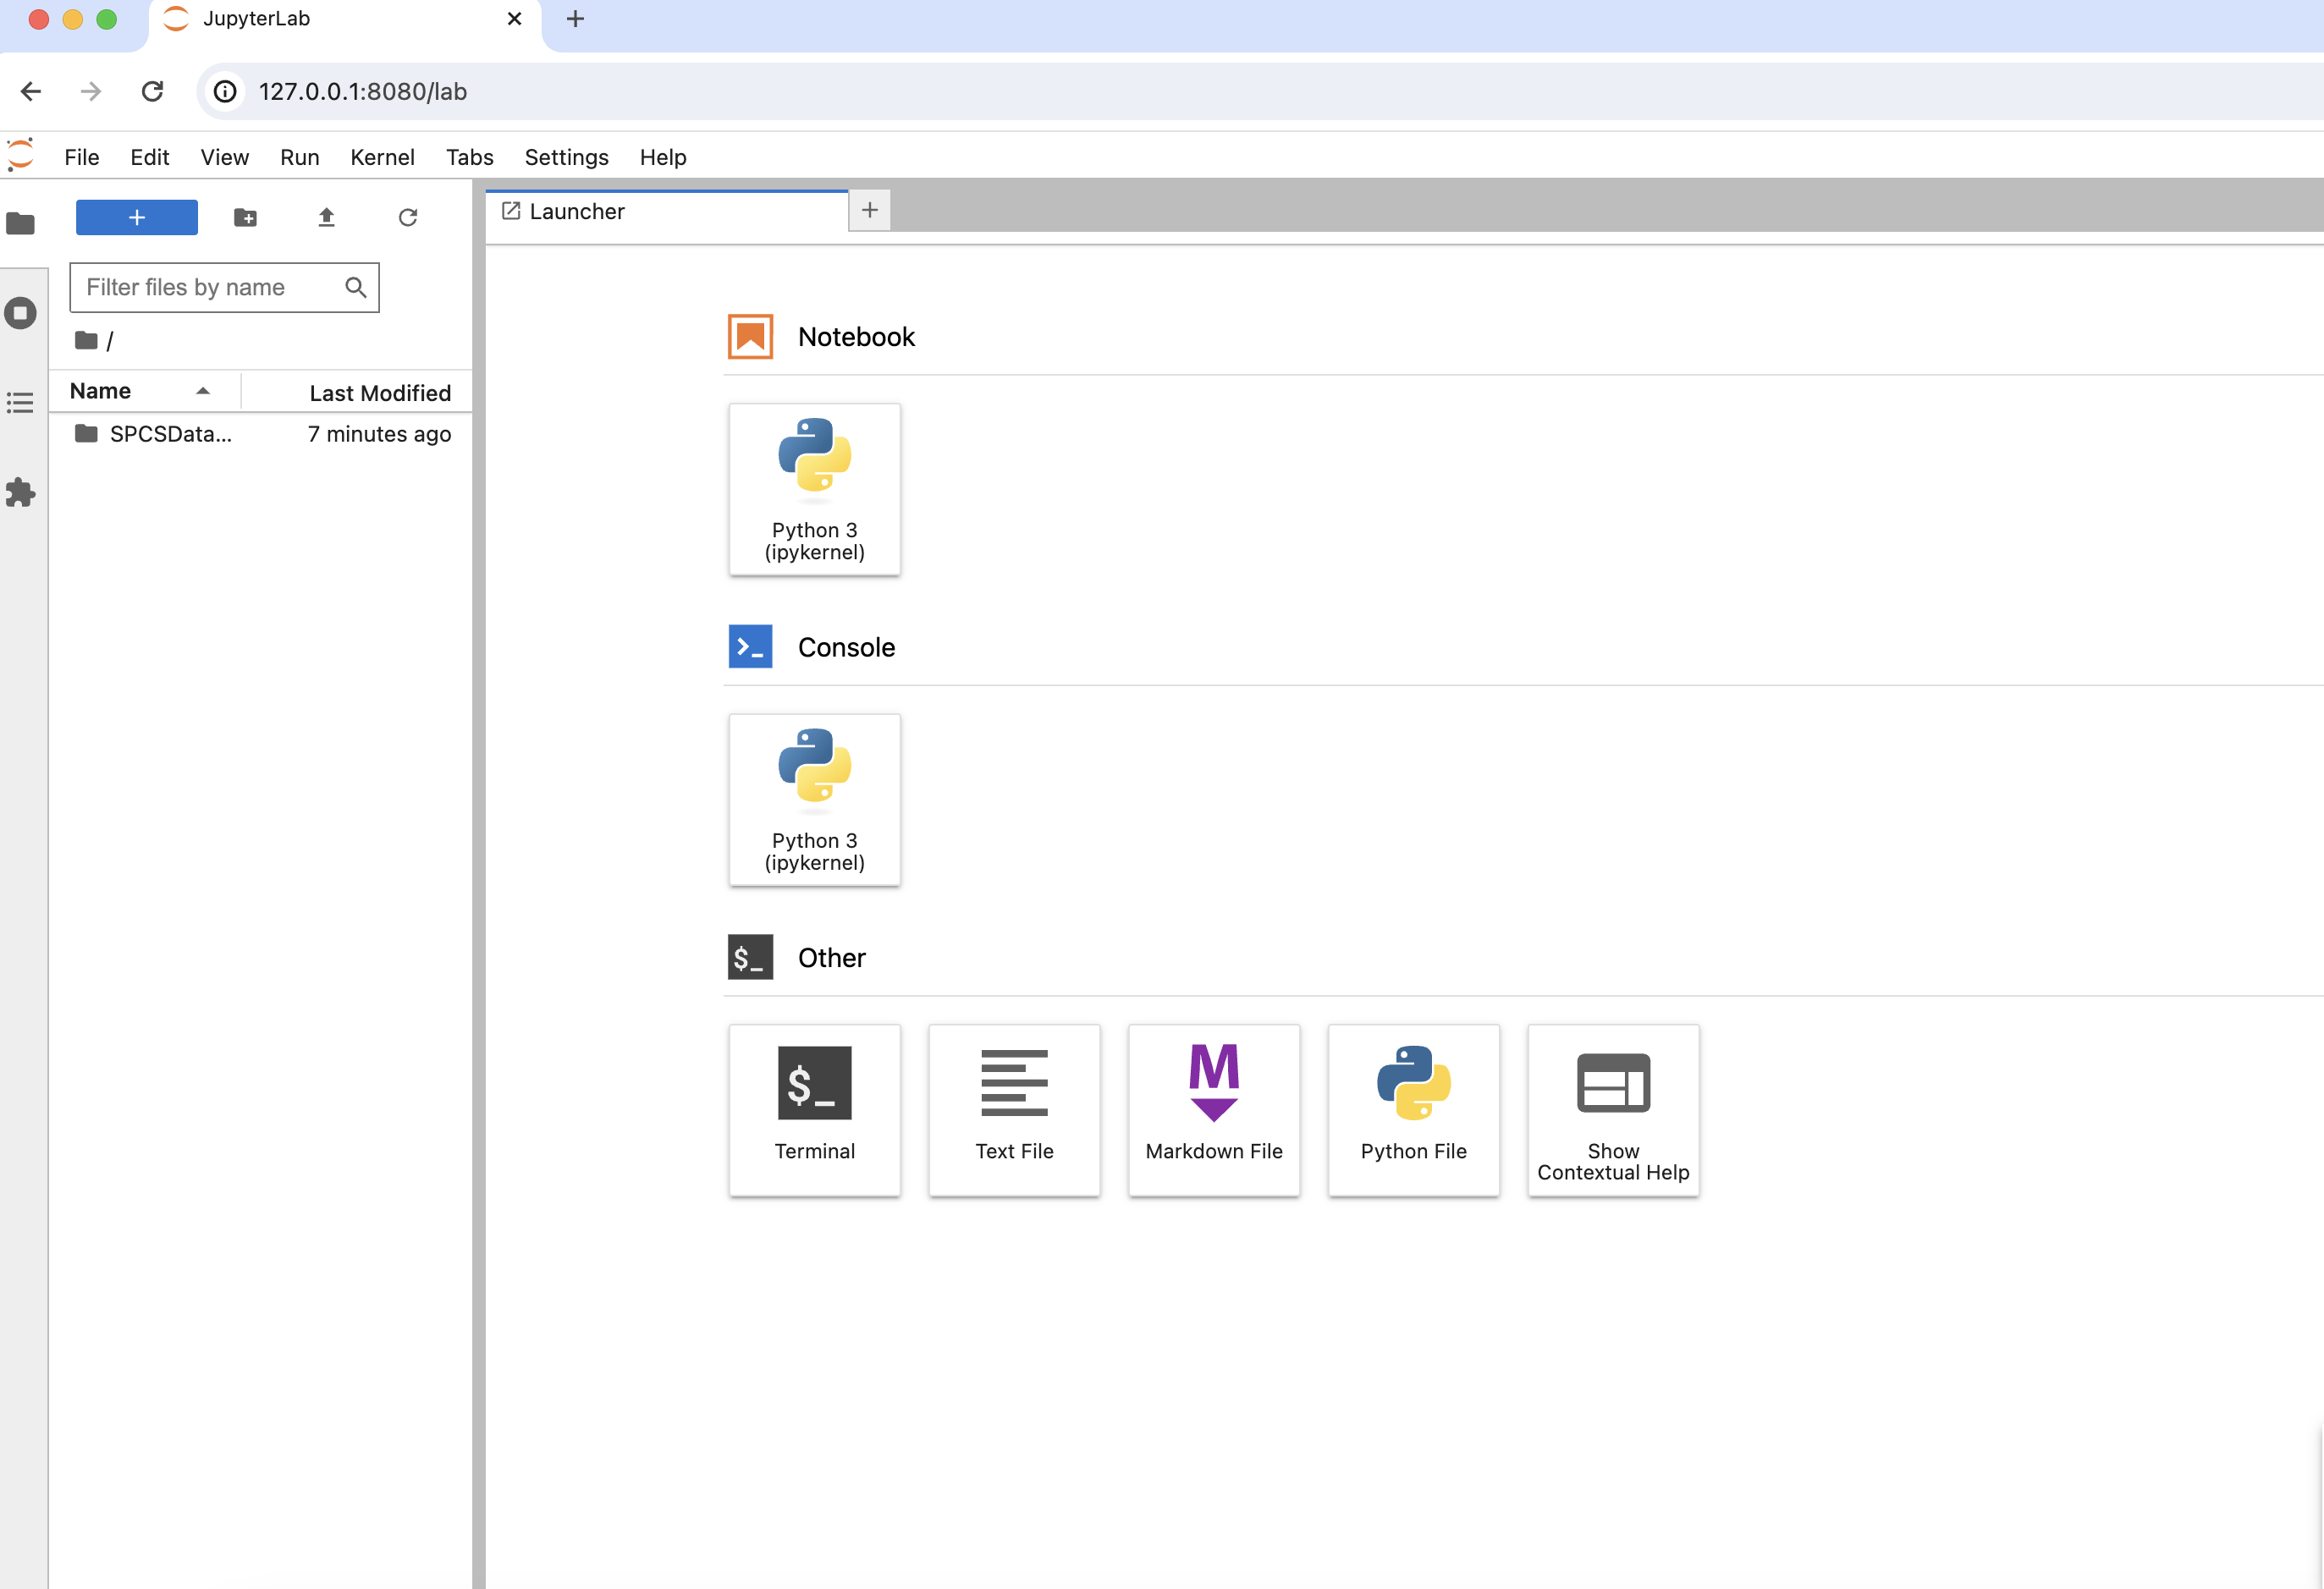 JupyterLab
127.0.0.1:8080/lab
File Edit View Run Kernel Tabs Settings Help
Launcher
Filter files by name
/
Name Last Modified
SPCSData... 7 minutes ago
Notebook
Python 3
(ipykernel)
Console
Python 3
(ipykernel)
$_ Other
$_
M
Terminal Text File Markdown File Python File Show
Contextual Help